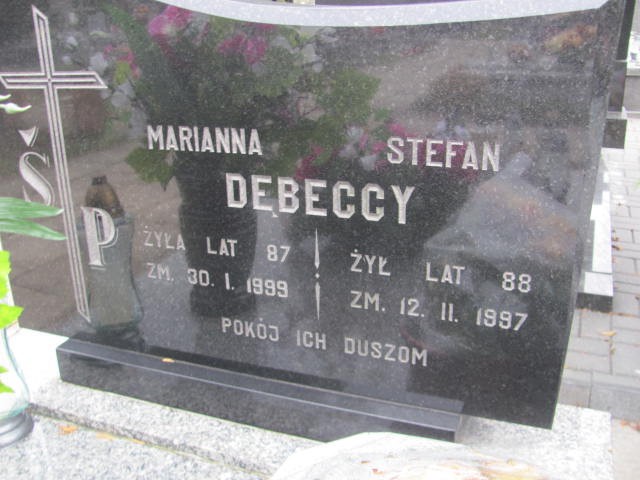 Ś P
MARIANNA STEFAN
DĘBECCY
ŻYŁA LAT 87 ŻYŁ LAT 88
ZM. 30. I. 1999 ZM. 12. II. 1997
POKÓJ ICH DUSZOM